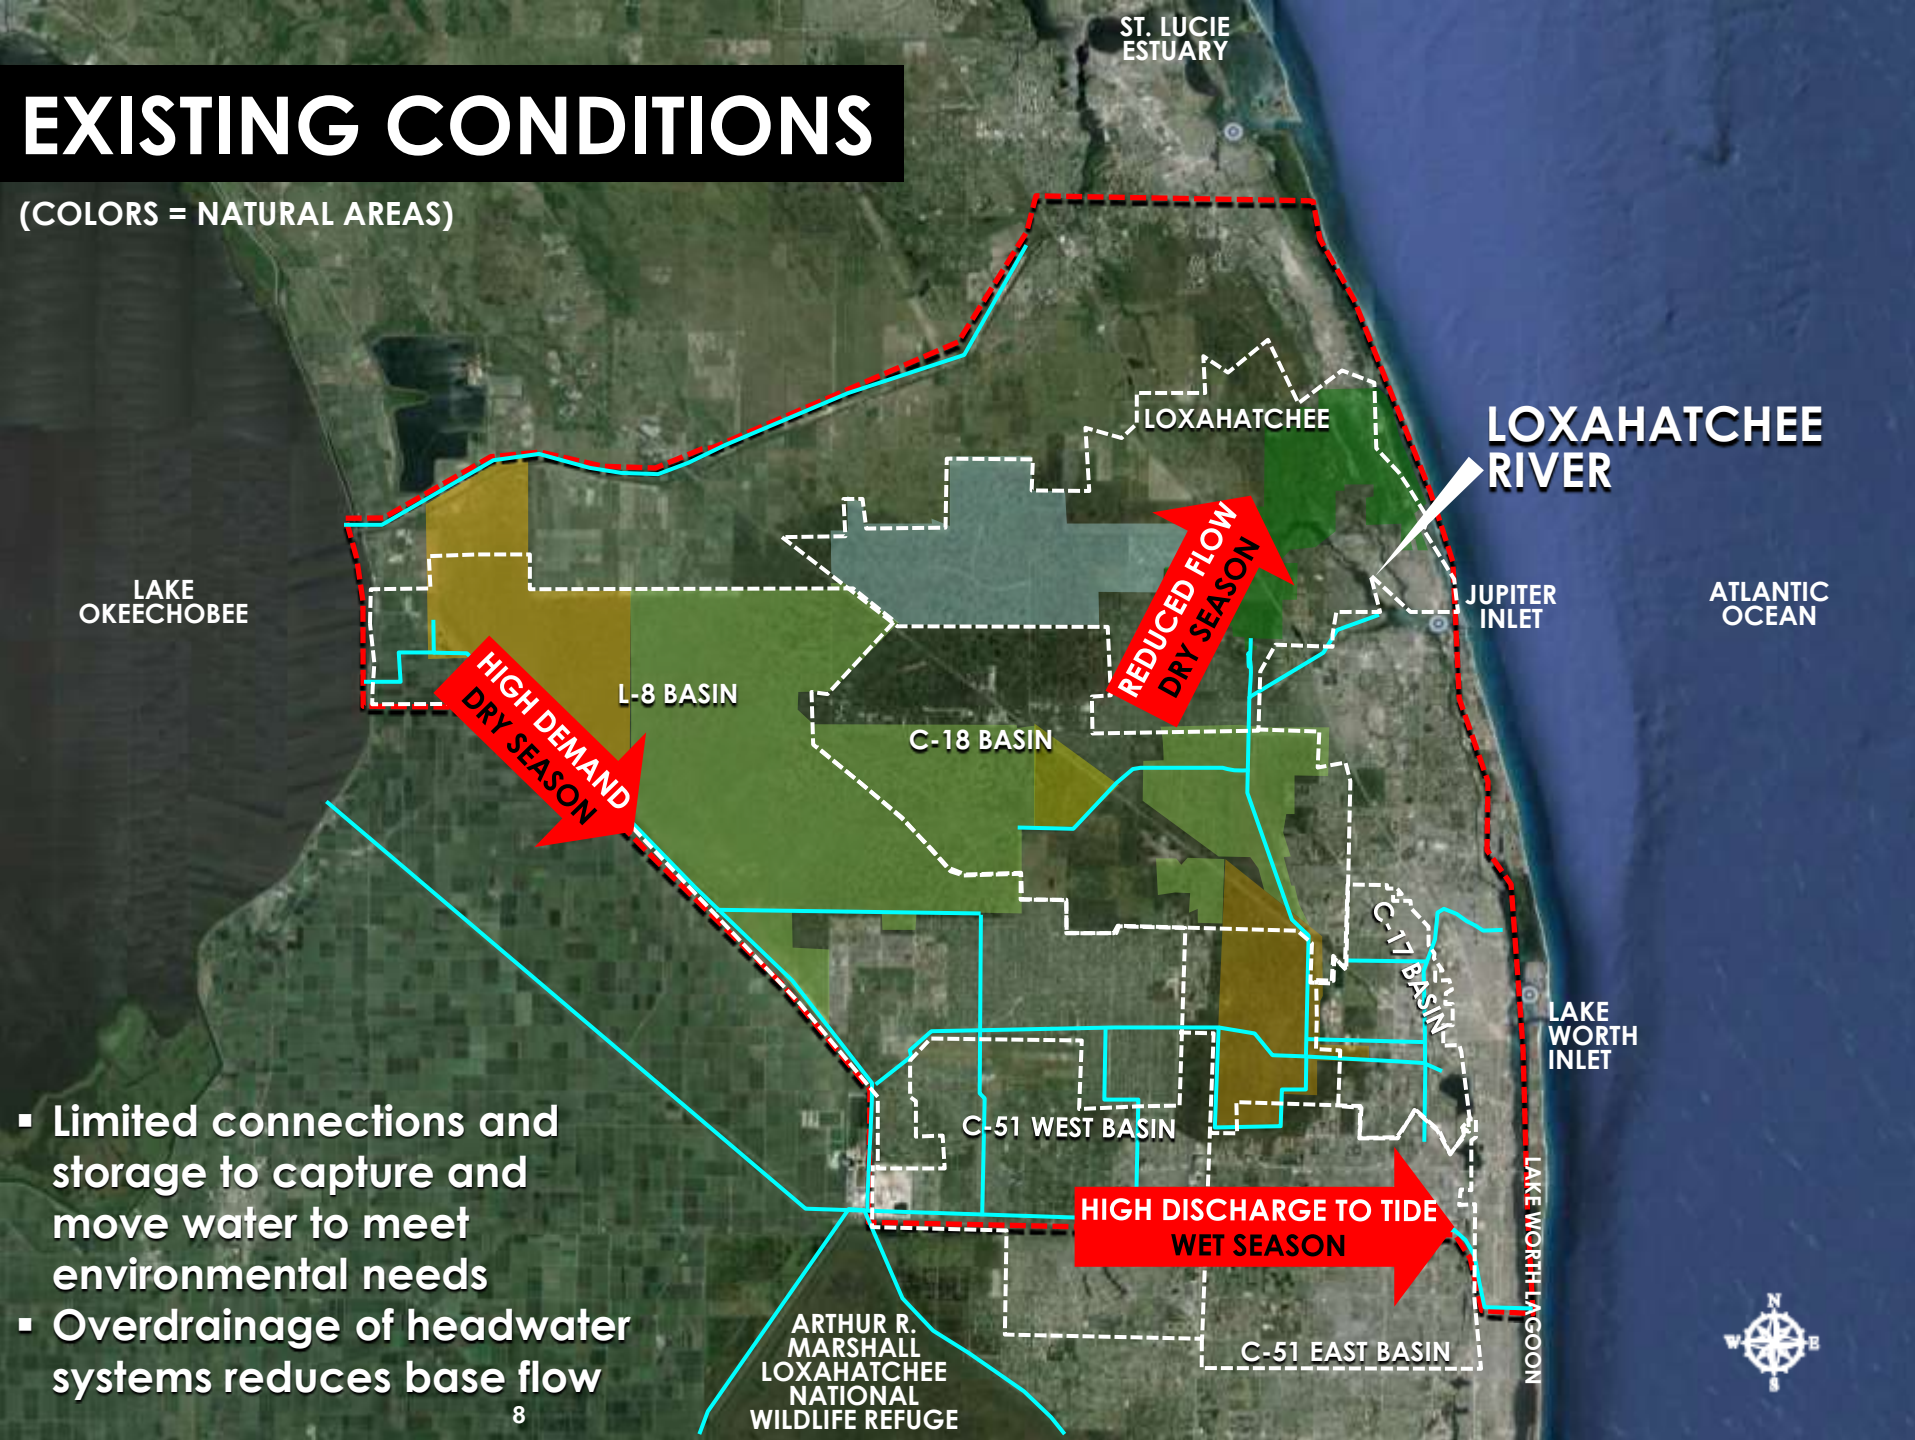 ST. LUCIE
ESTUARY
EXISTING CONDITIONS
(COLORS = NATURAL AREAS)
LOXAHATCHEE
LOXAHATCHEE
RIVER
LAKE
OKEECHOBEE
JUPITER
INLET
ATLANTIC
OCEAN
REDUCED FLOW
DRY SEASON
HIGH DEMAND
DRY SEASON
L-8 BASIN
C-18 BASIN
C-17 BASIN
LAKE
WORTH
INLET
C-51 WEST BASIN
▪ Limited connections and
storage to capture and
move water to meet
environmental needs
▪ Overdrainage of headwater
systems reduces base flow
HIGH DISCHARGE TO TIDE
WET SEASON
LAKE WORTH LAGOON
ARTHUR R.
MARSHALL
LOXAHATCHEE
NATIONAL
WILDLIFE REFUGE
C-51 EAST BASIN
N
W E
S
8